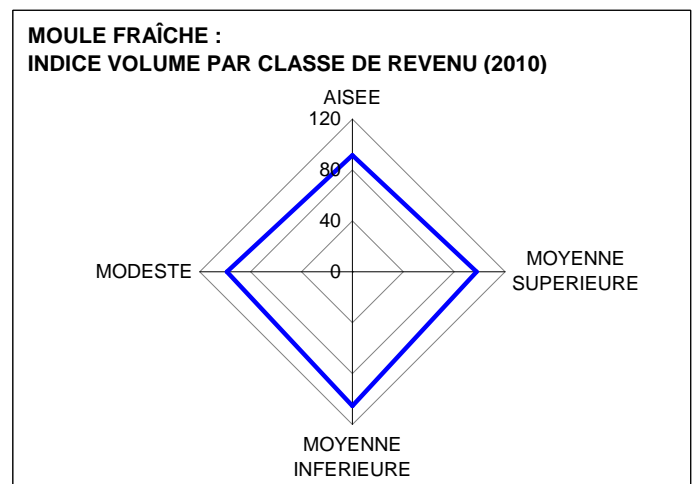 MOULE FRAÎCHE :
INDICE VOLUME PAR CLASSE DE REVENU (2010)
AISEE
120
80
40
0
MODESTE
MOYENNE
SUPERIEURE
MOYENNE
INFERIEURE